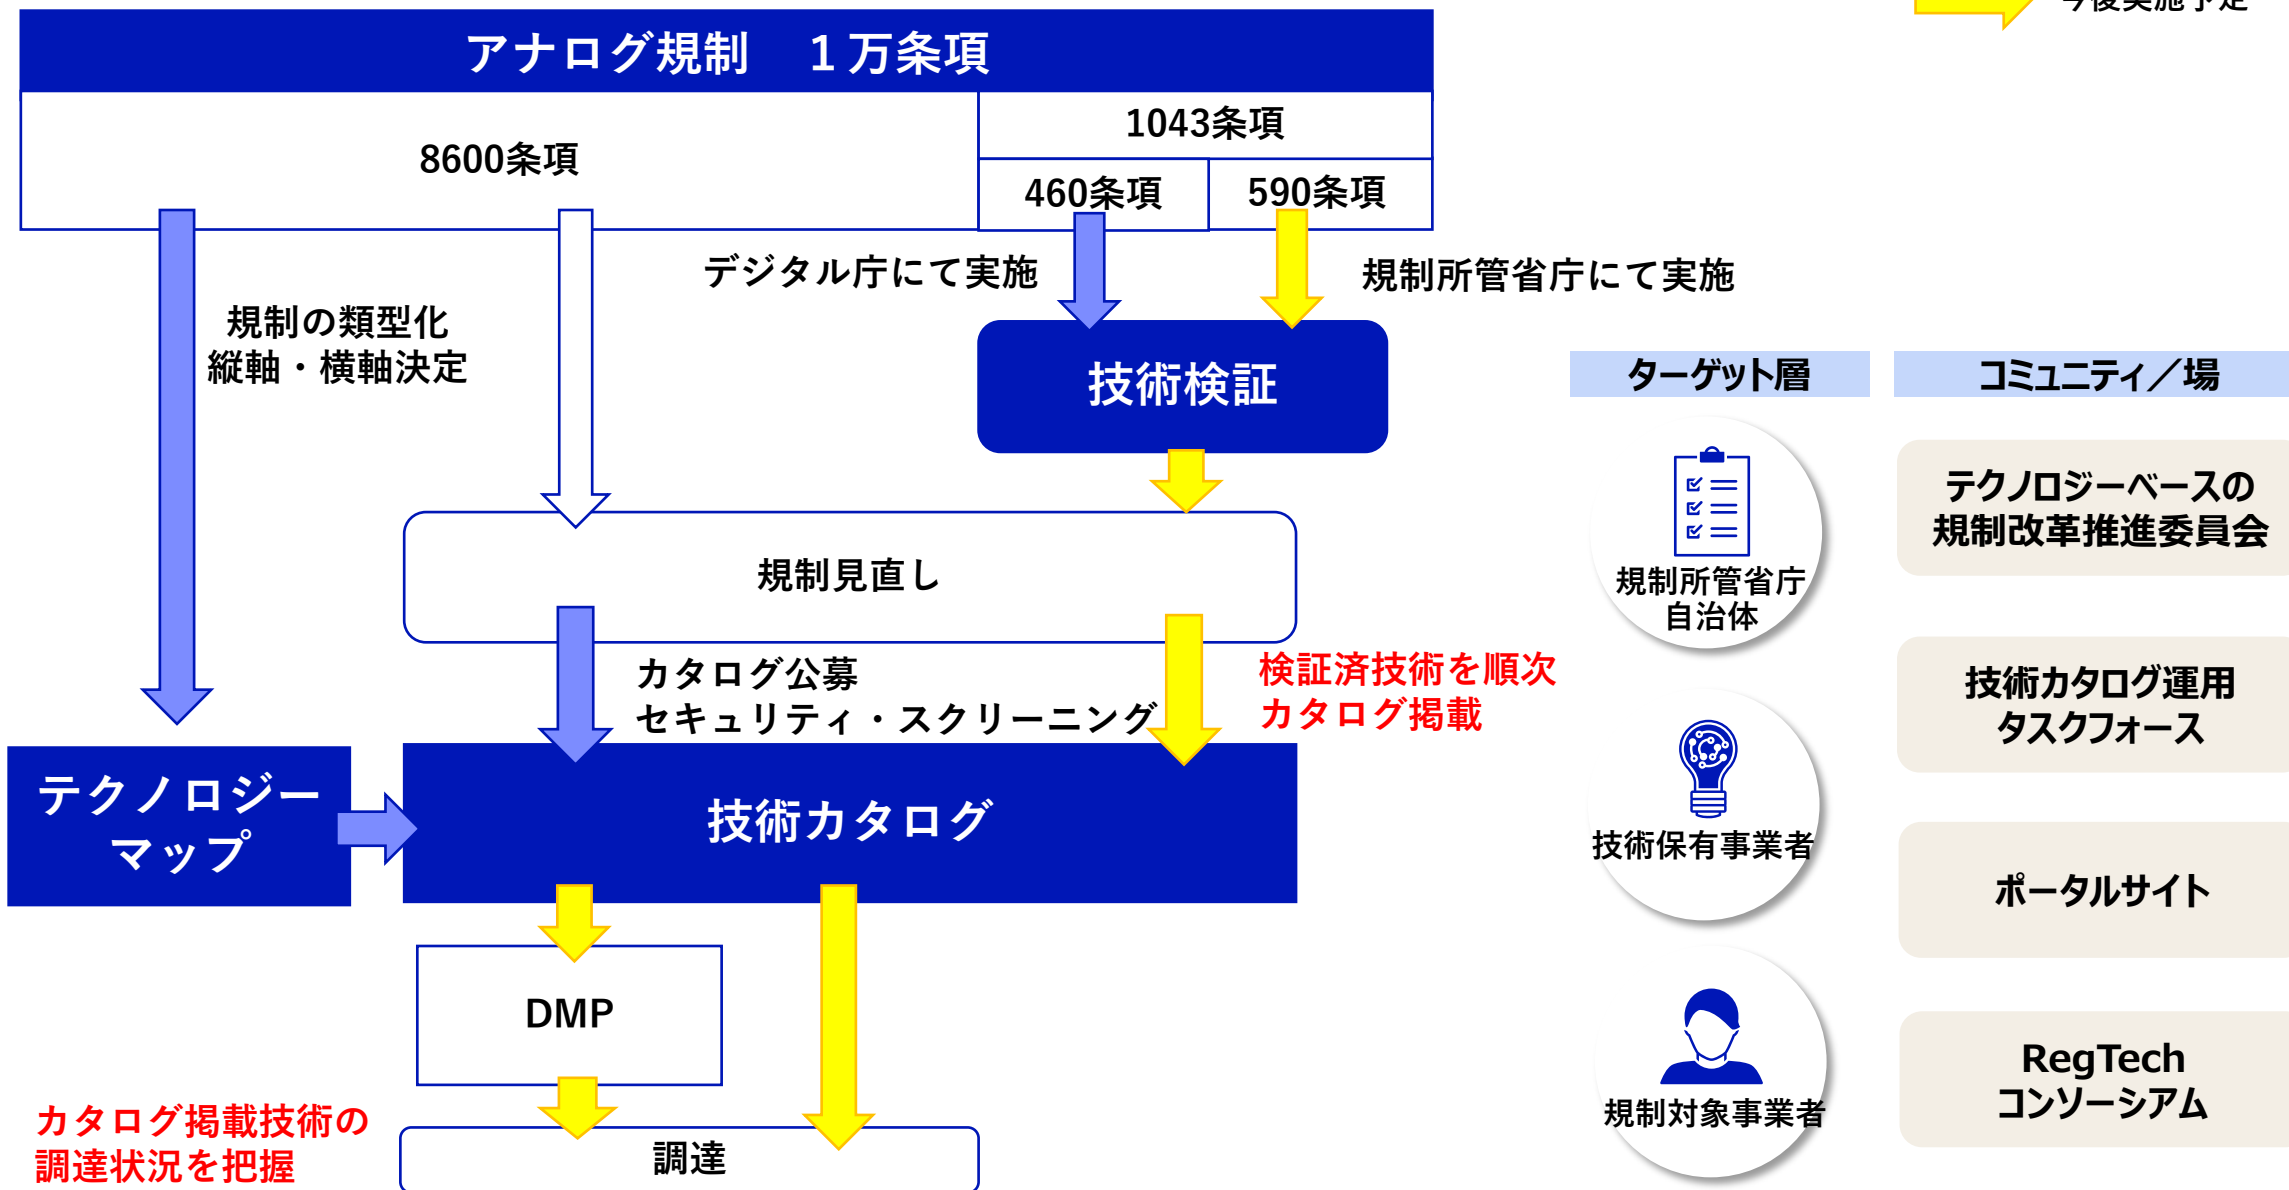 今後実施予定
アナログ規制　１万条項
8600条項
1043条項
460条項
590条項
デジタル庁にて実施
規制所管省庁にて実施
規制の類型化
縦軸・横軸決定
技術検証
規制見直し
カタログ公募
セキュリティ・スクリーニング
検証済技術を順次
カタログ掲載
テクノロジー
マップ
技術カタログ
DMP
カタログ掲載技術の
調達状況を把握
調達
ターゲット層
規制所管省庁
自治体
技術保有事業者
規制対象事業者
コミュニティ／場
テクノロジーベースの
規制改革推進委員会
技術カタログ運用
タスクフォース
ポータルサイト
RegTech
コンソーシアム